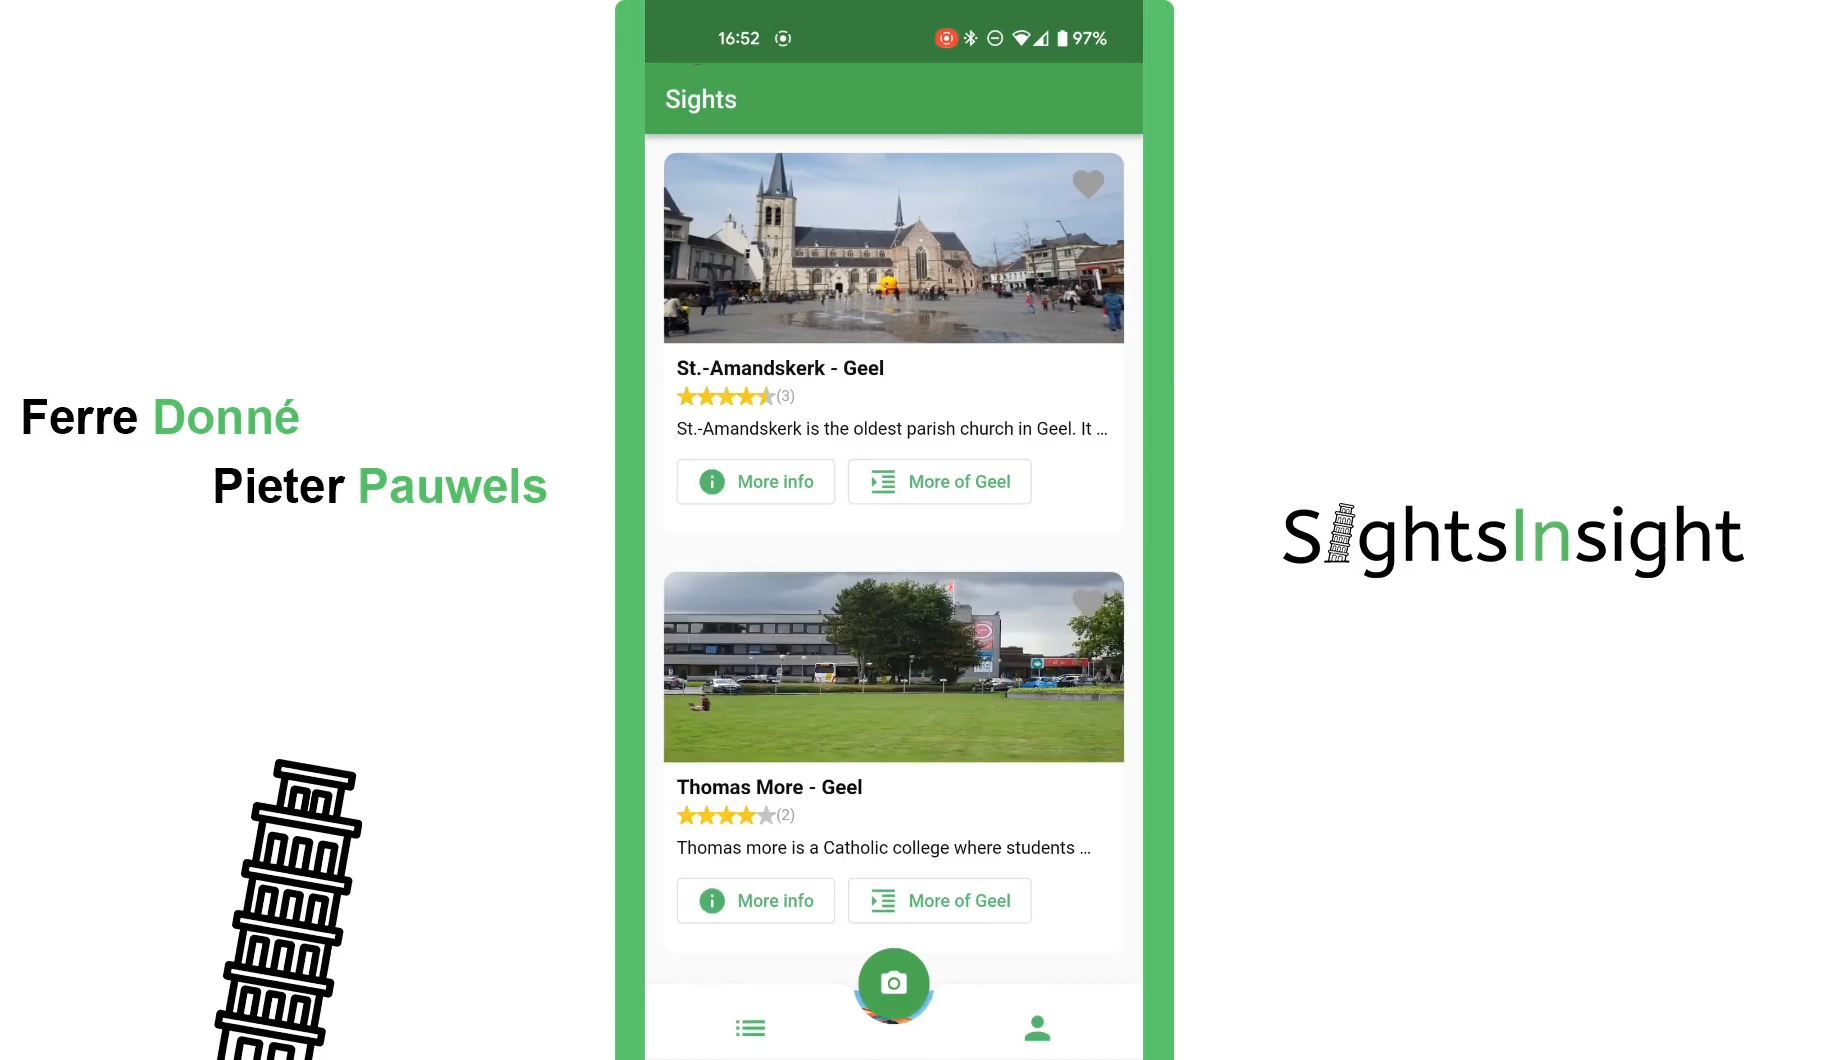 16:52
97%
Sights
St.-Amandskerk - Geel
(3)
St.-Amandskerk is the oldest parish church in Geel. It ...
More info
More of Geel
Thomas More - Geel
(2)
Thomas more is a Catholic college where students ...
More info
More of Geel
Ferre Donné
Pieter Pauwels
SightsInsight